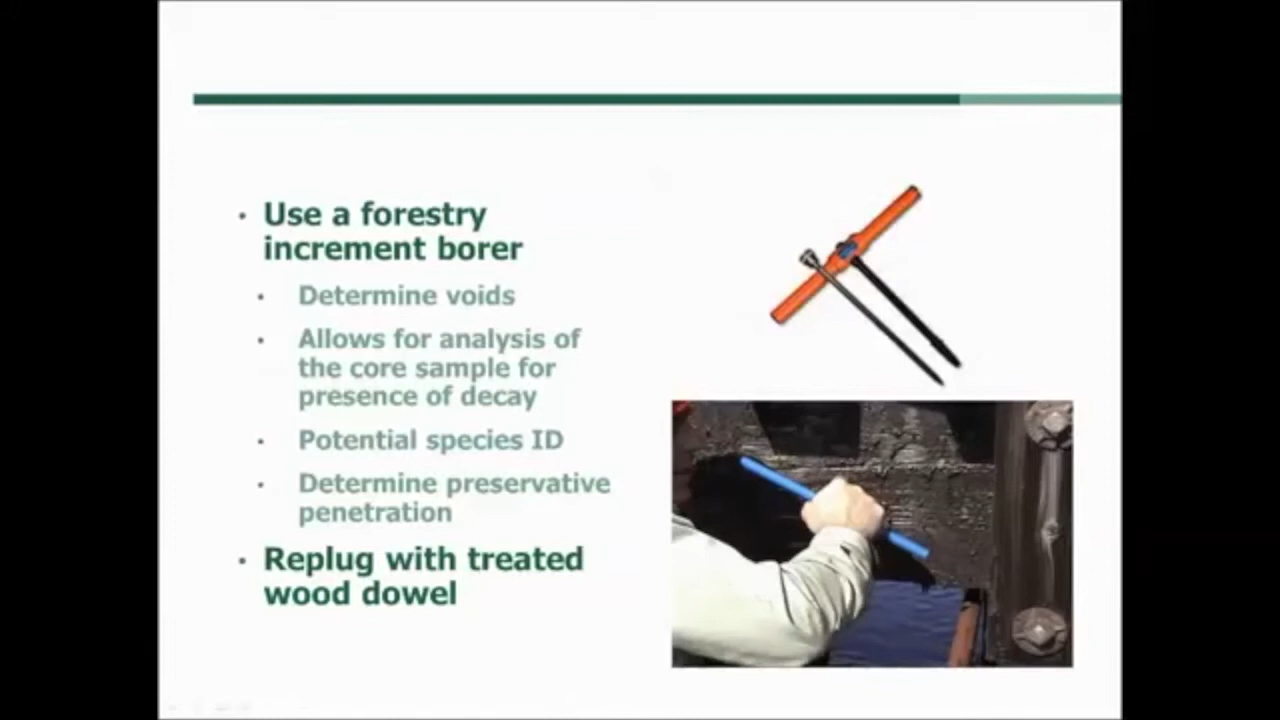 Use a forestry
increment borer
Determine voids
Allows for analysis of
the core sample for
presence of decay
Potential species ID
Determine preservative
penetration
Replug with treated
wood dowel